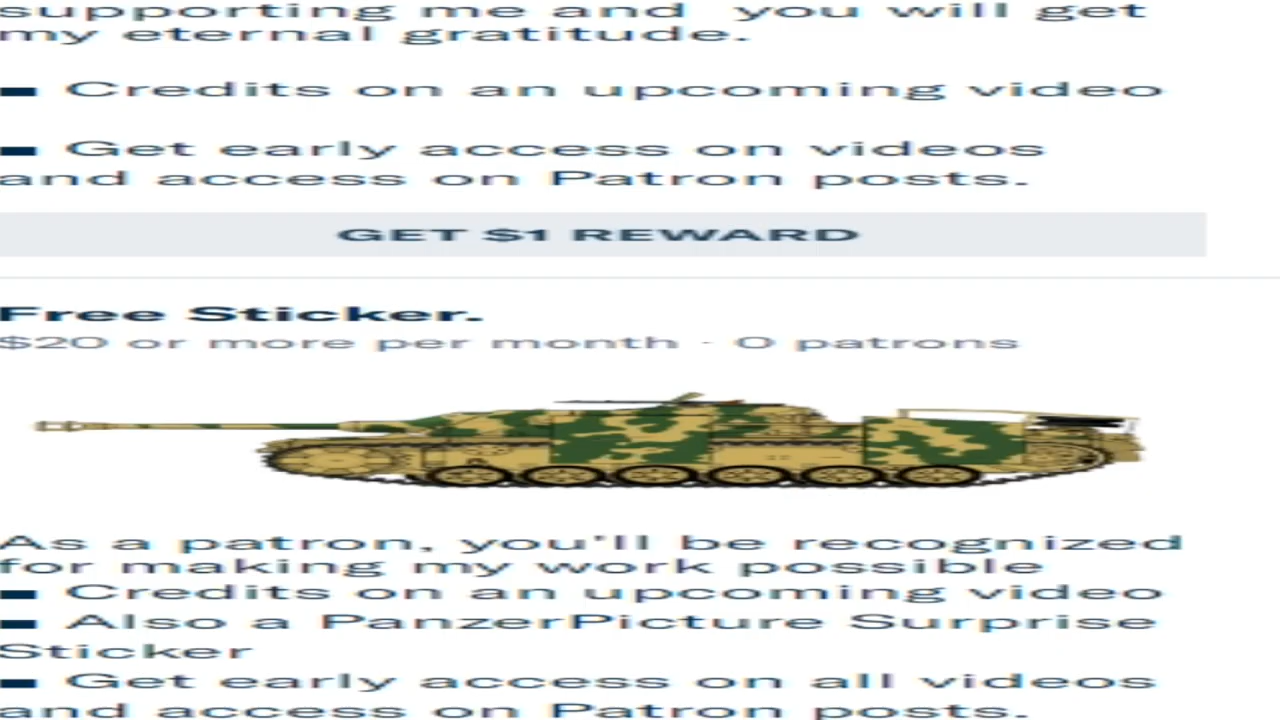 supporting me and you will get
my eternal gratitude.
- Credits on an upcoming video
- Get early access on videos
and access on Patron posts.
GET $1 REWARD
Free Sticker.
$20 or more per month · 0 patrons
As a patron, you'll be recognized
for making my work possible
- Credits on an upcoming video
- Also a PanzerPicture Surprise
Sticker
- Get early access on all videos
and access on Patron posts.